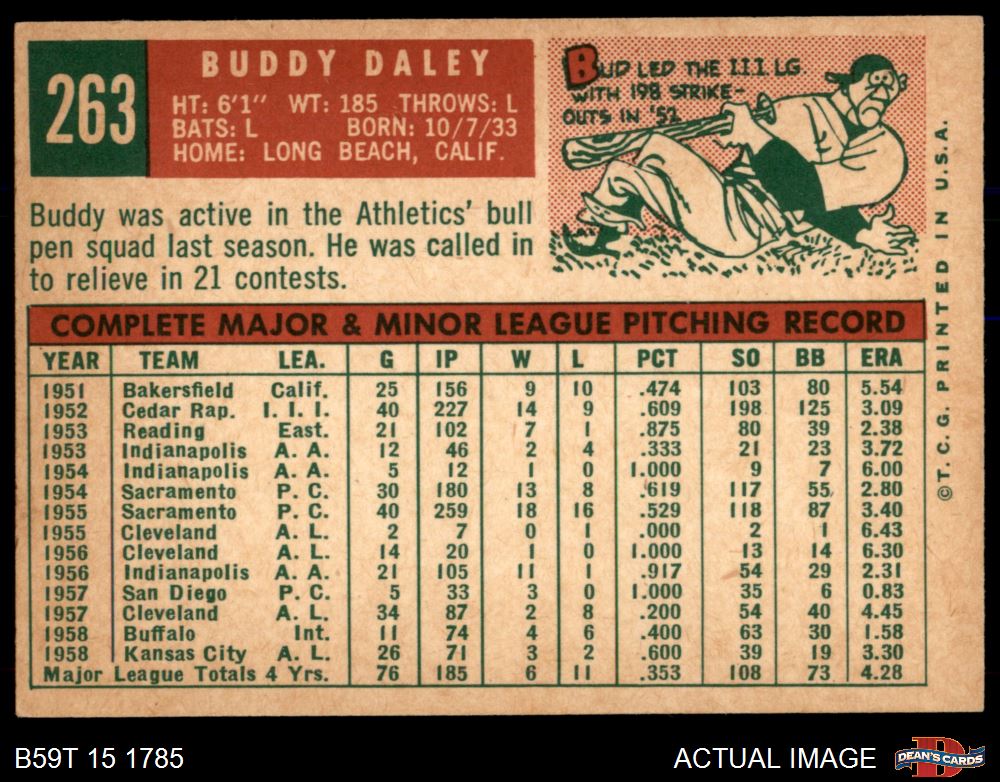 263
BUDDY DALEY
HT: 6'1" WT: 185 THROWS: L
BATS: L BORN: 10/7/33
HOME: LONG BEACH, CALIF.
BUD LED THE I.I.I. LG
WITH 198 STRIKE-
OUTS IN '52
Buddy was active in the Athletics' bull
pen squad last season. He was called in
to relieve in 21 contests.
COMPLETE MAJOR & MINOR LEAGUE PITCHING RECORD
YEAR TEAM LEA. G IP W L PCT SO BB ERA
1951 Bakersfield Calif. 25 156 9 10 .474 103 80 5.54
1952 Cedar Rap. I. I. I. 40 227 14 9 .609 198 125 3.09
1953 Reading East. 21 102 7 1 .875 80 39 2.38
1953 Indianapolis A. A. 12 46 2 4 .333 21 23 3.72
1954 Indianapolis A. A. 5 12 1 0 1.000 9 7 6.00
1954 Sacramento P. C. 30 180 13 8 .619 117 55 2.80
1955 Sacramento P. C. 40 259 18 16 .529 118 87 3.40
1955 Cleveland A. L. 2 7 0 1 .000 2 1 6.43
1956 Cleveland A. L. 14 20 1 0 1.000 13 14 6.30
1956 Indianapolis A. A. 21 105 11 1 .917 54 29 2.31
1957 San Diego P. C. 5 33 3 0 1.000 35 6 0.83
1957 Cleveland A. L. 34 87 2 8 .200 54 40 4.45
1958 Buffalo Int. 11 74 4 6 .400 63 30 1.58
1958 Kansas City A. L. 26 71 3 2 .600 39 19 3.30
Major League Totals 4 Yrs. 76 185 6 11 .353 108 73 4.28
© T. C. G. PRINTED IN U.S.A.
B59T 15 1785
ACTUAL IMAGE
D
DEAN'S CARDS